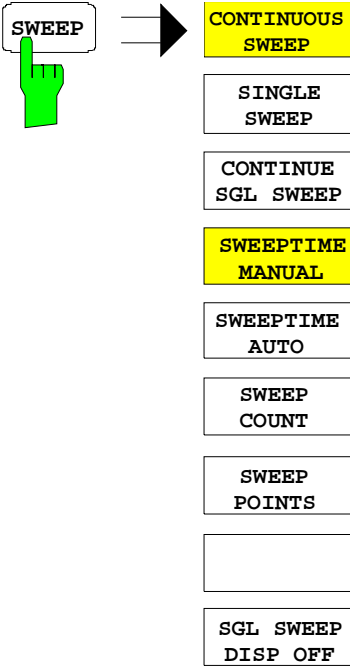 SWEEP
CONTINUOUS
SWEEP
SINGLE
SWEEP
CONTINUE
SGL SWEEP
SWEEPTIME
MANUAL
SWEEPTIME
AUTO
SWEEP
COUNT
SWEEP
POINTS
SGL SWEEP
DISP OFF